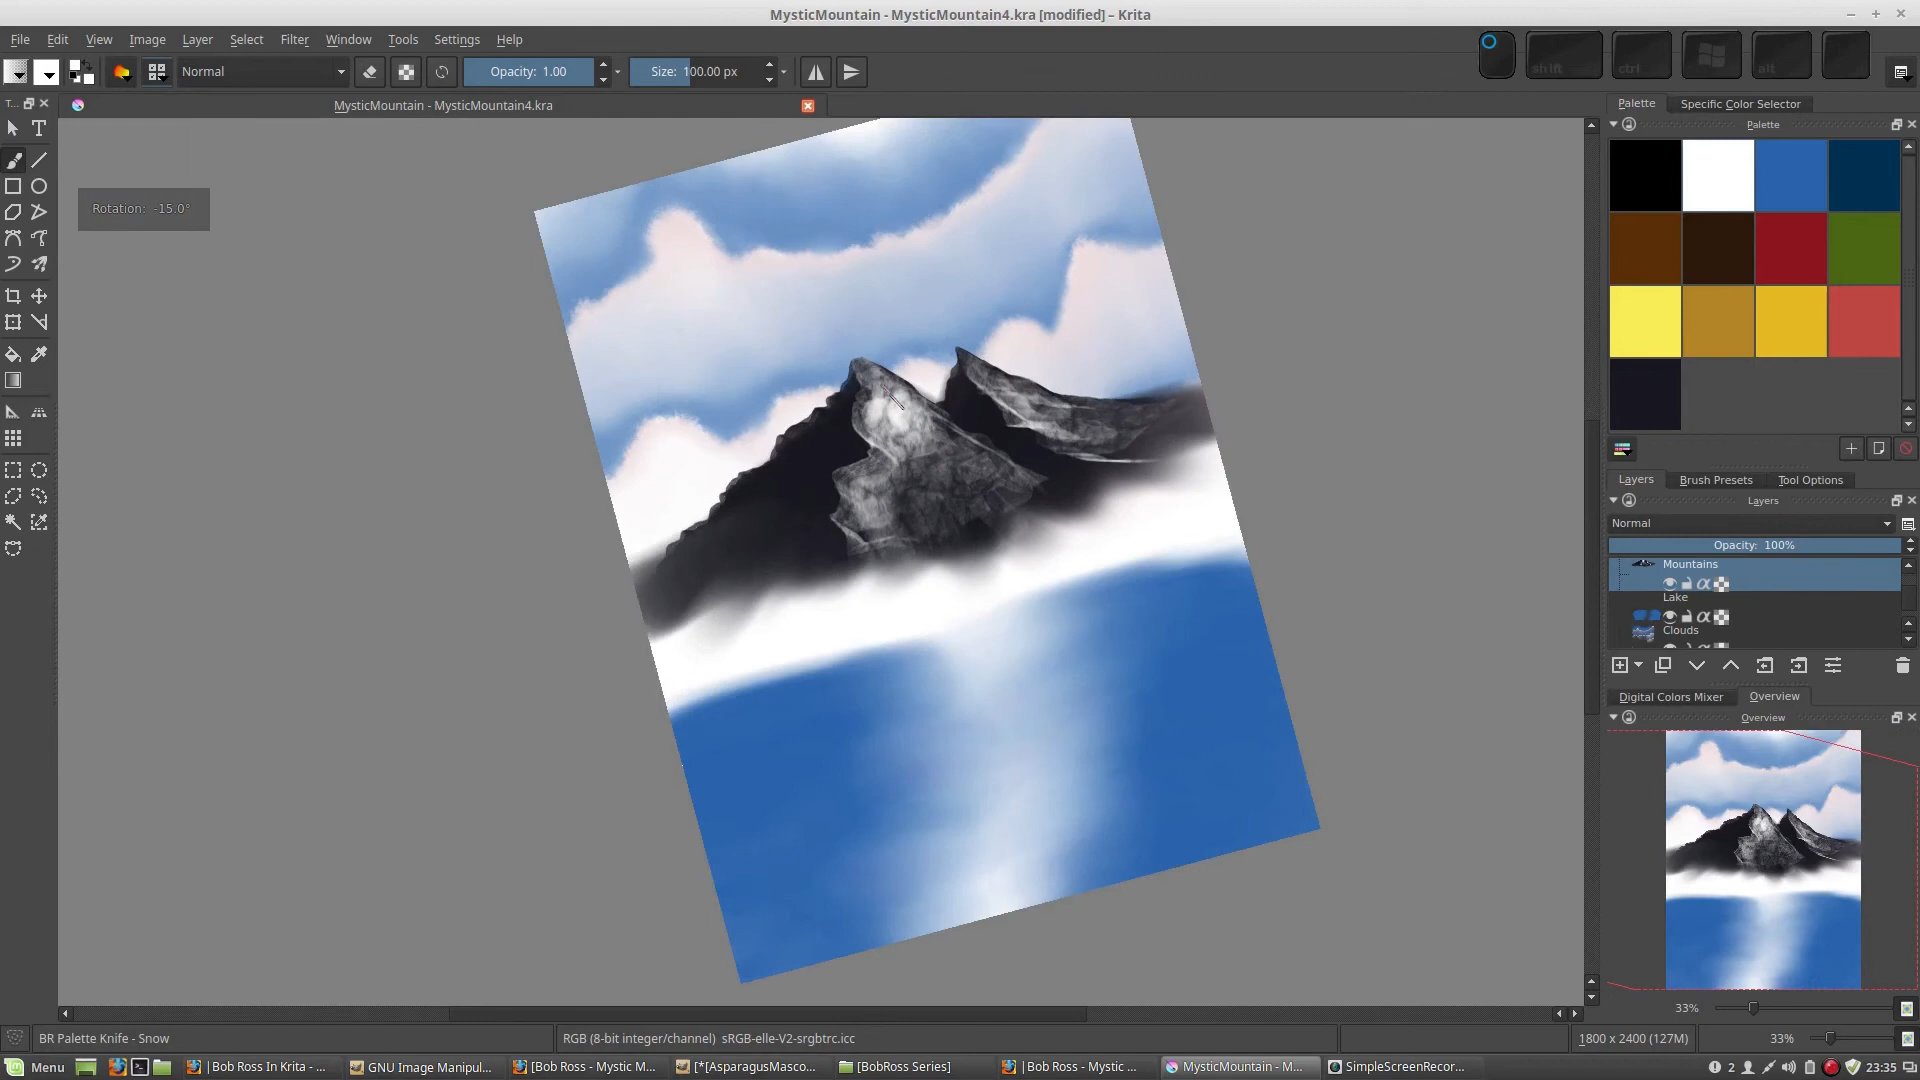 MysticMountain - MysticMountain4.kra [modified] – Krita
File Edit View Image Layer Select Filter Window Tools Settings Help
shift ctrl alt
Normal Opacity: 1.00 Size: 100.00 px
T... MysticMountain - MysticMountain4.kra
Palette Specific Color Selector
Palette
Rotation: -15.0°
Layers Brush Presets Tool Options
Layers
Normal
Opacity: 100%
Mountains
Lake
Clouds
Digital Colors Mixer Overview
Overview
33%
BR Palette Knife - Snow RGB (8-bit integer/channel) sRGB-elle-V2-srgbtrc.icc 1800 x 2400 (127M) 33%
Menu |Bob Ross In Krita - ... GNU Image Manipul... [Bob Ross - Mystic M... [*[AsparagusMasco... [BobRoss Series] |Bob Ross - Mystic ... MysticMountain - M... SimpleScreenRecor... 2 23:35